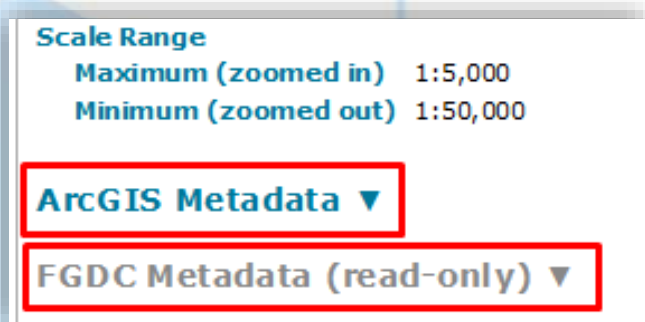 Scale Range
Maximum (zoomed in) 1:5,000
Minimum (zoomed out) 1:50,000
ArcGIS Metadata ▼
FGDC Metadata (read-only) ▼